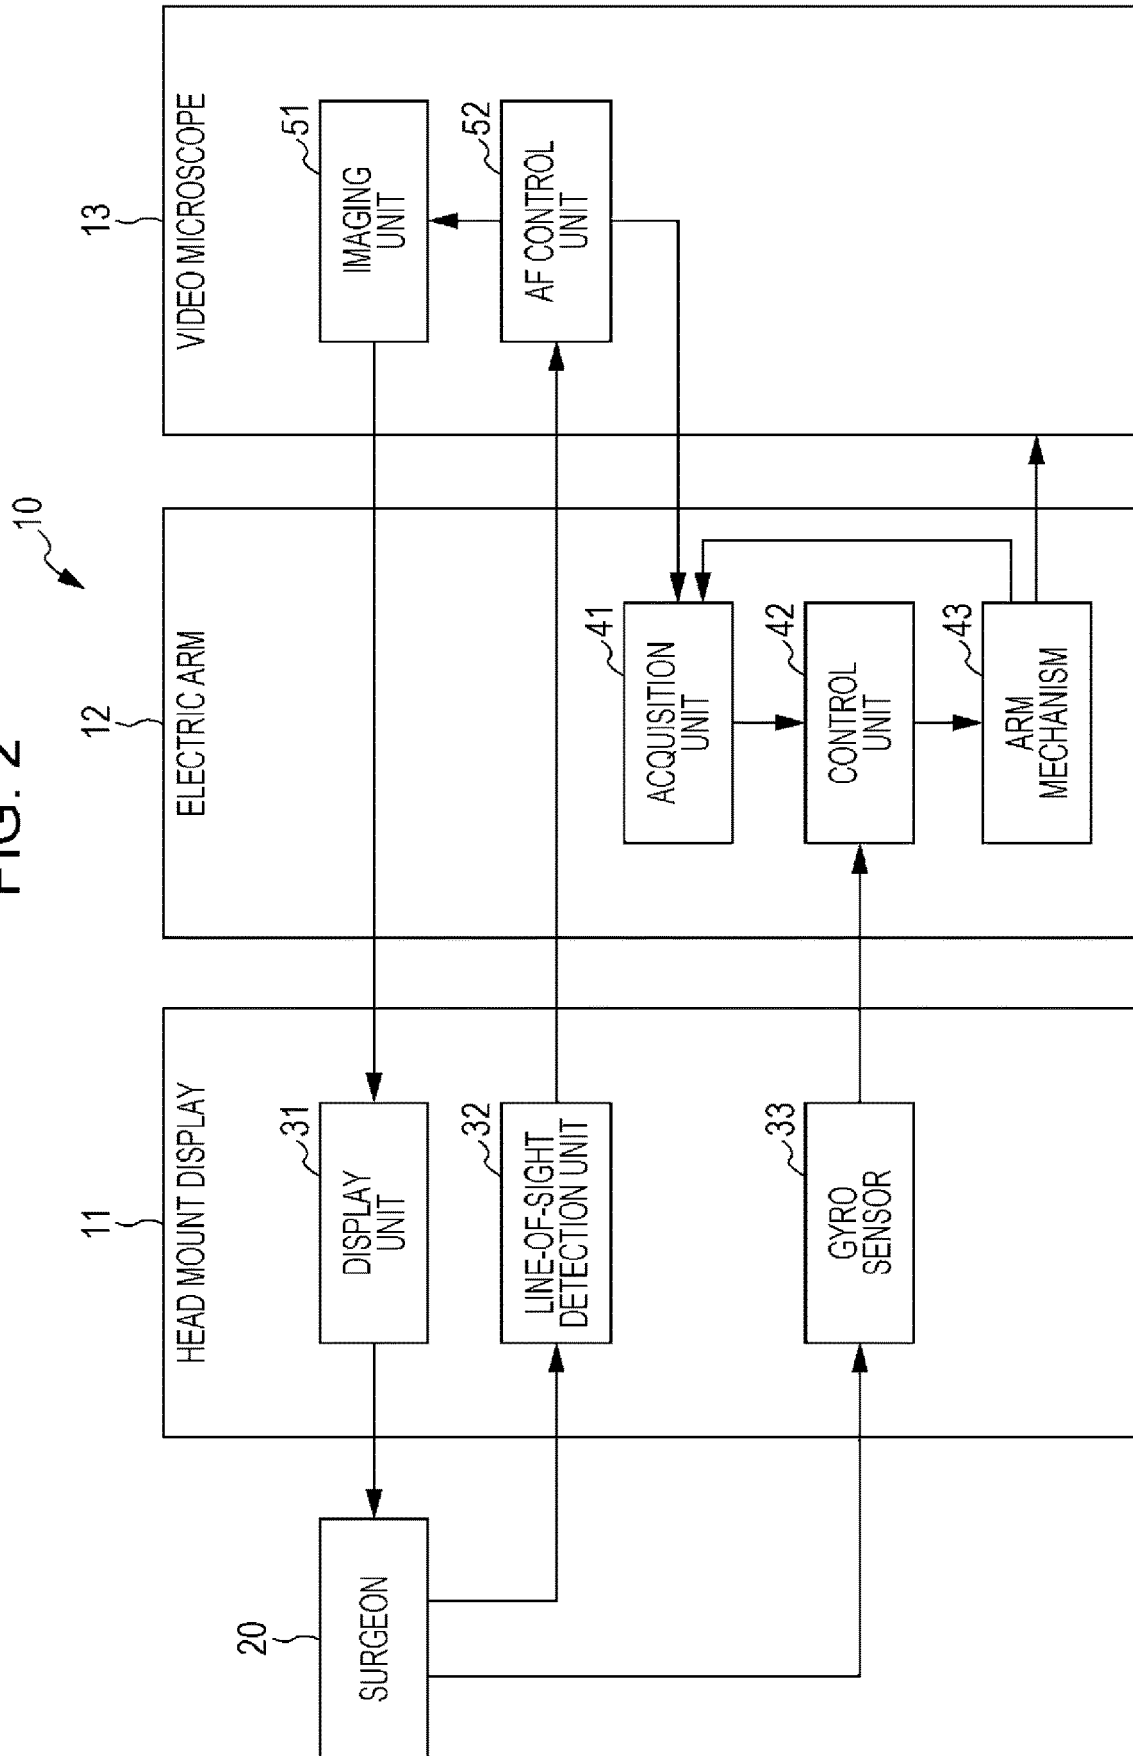 FIG. 2
10
20
SURGEON
11
HEAD MOUNT DISPLAY
31
DISPLAY
UNIT
32
LINE-OF-SIGHT
DETECTION UNIT
33
GYRO
SENSOR
12
ELECTRIC ARM
41
ACQUISITION
UNIT
42
CONTROL
UNIT
43
ARM
MECHANISM
13
VIDEO MICROSCOPE
51
IMAGING
UNIT
52
AF CONTROL
UNIT